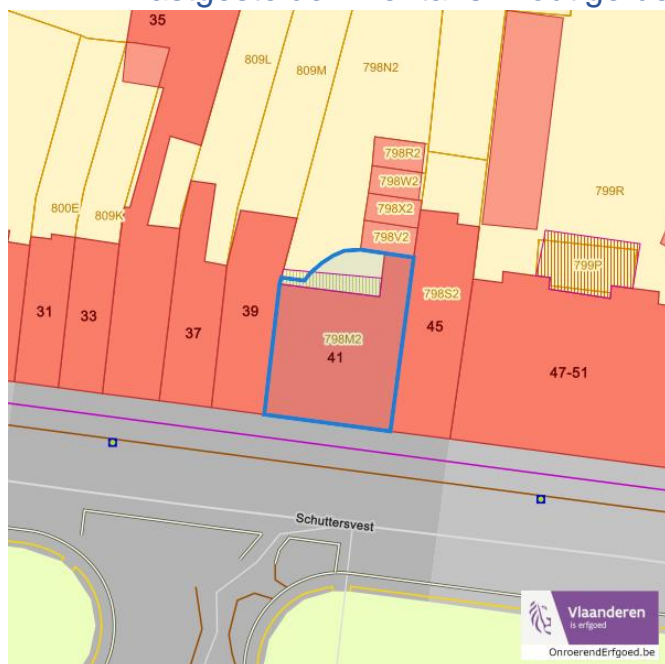 35
809L
809M
798N2
798R2
798W2
798X2
798V2
799R
800E
809K
799P
798S2
31
33
37
39
798M2
41
45
47-51
Schuttersvest
Vlaanderen
is erfgoed
OnroerendErfgoed.be